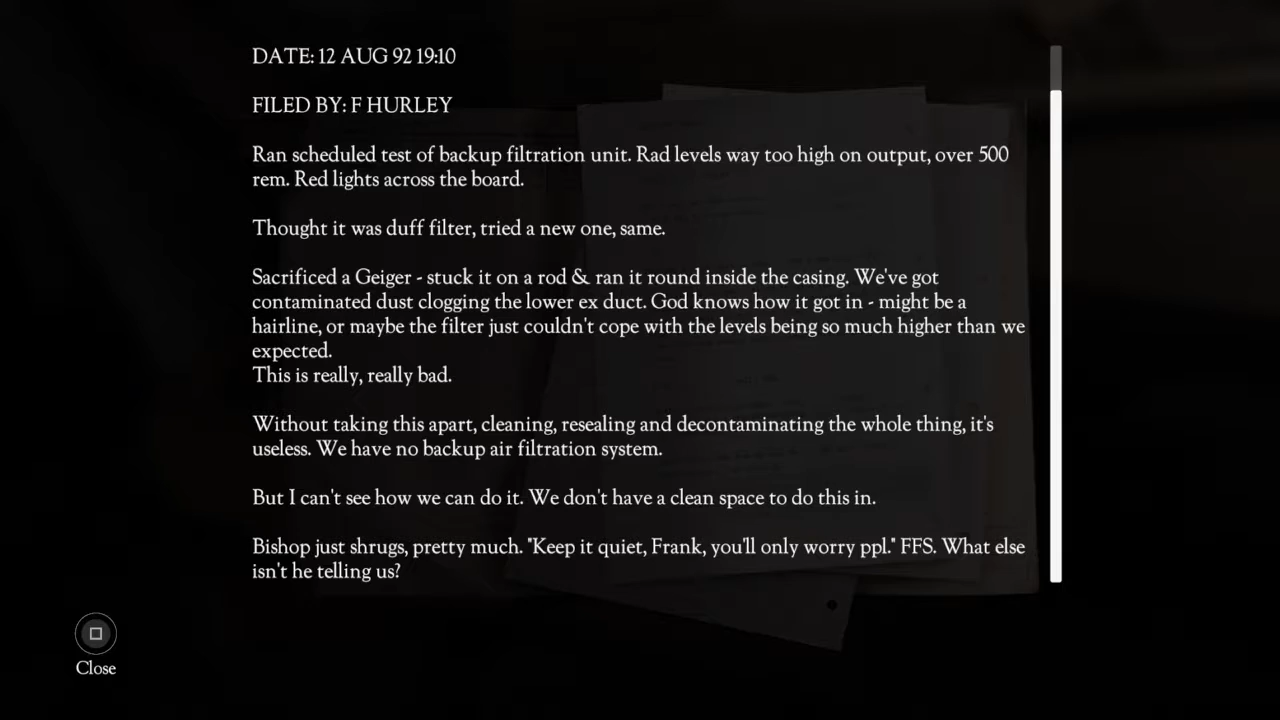 DATE: 12 AUG 92 19:10
FILED BY: F HURLEY
Ran scheduled test of backup filtration unit. Rad levels way too high on output, over 500
rem. Red lights across the board.
Thought it was duff filter, tried a new one, same.
Sacrificed a Geiger - stuck it on a rod & ran it round inside the casing. We've got
contaminated dust clogging the lower ex duct. God knows how it got in - might be a
hairline, or maybe the filter just couldn't cope with the levels being so much higher than we
expected.
This is really, really bad.
Without taking this apart, cleaning, resealing and decontaminating the whole thing, it's
useless. We have no backup air filtration system.
But I can't see how we can do it. We don't have a clean space to do this in.
Bishop just shrugs, pretty much. "Keep it quiet, Frank, you'll only worry ppl." FFS. What else
isn't he telling us?
Close